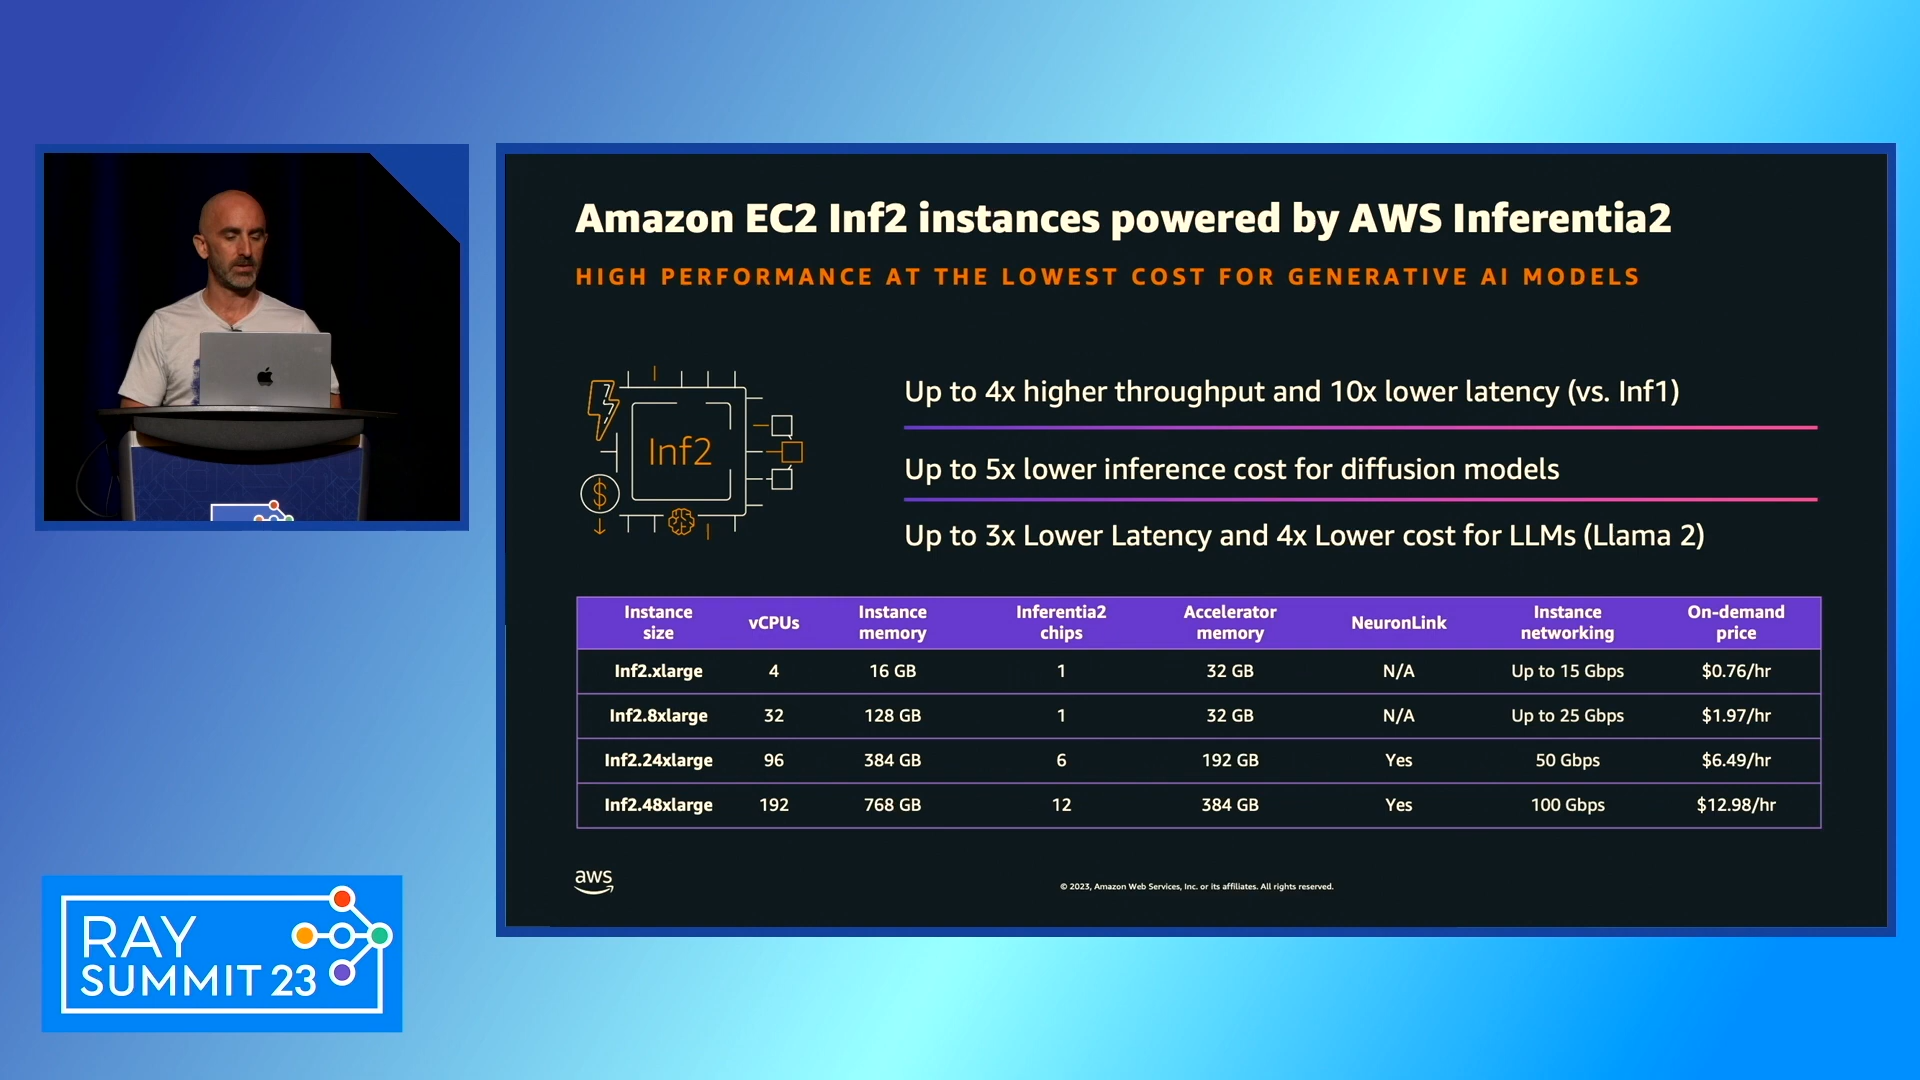 Amazon EC2 Inf2 instances powered by AWS Inferentia2
HIGH PERFORMANCE AT THE LOWEST COST FOR GENERATIVE AI MODELS
Inf2
$
Up to 4x higher throughput and 10x lower latency (vs. Inf1)
Up to 5x lower inference cost for diffusion models
Up to 3x Lower Latency and 4x Lower cost for LLMs (Llama 2)
Instance size vCPUs Instance memory Inferentia2 chips Accelerator memory NeuronLink Instance networking On-demand price
Inf2.xlarge 4 16 GB 1 32 GB N/A Up to 15 Gbps $0.76/hr
Inf2.8xlarge 32 128 GB 1 32 GB N/A Up to 25 Gbps $1.97/hr
Inf2.24xlarge 96 384 GB 6 192 GB Yes 50 Gbps $6.49/hr
Inf2.48xlarge 192 768 GB 12 384 GB Yes 100 Gbps $12.98/hr
aws
© 2023, Amazon Web Services, Inc. or its affiliates. All rights reserved.
RAY
SUMMIT 23